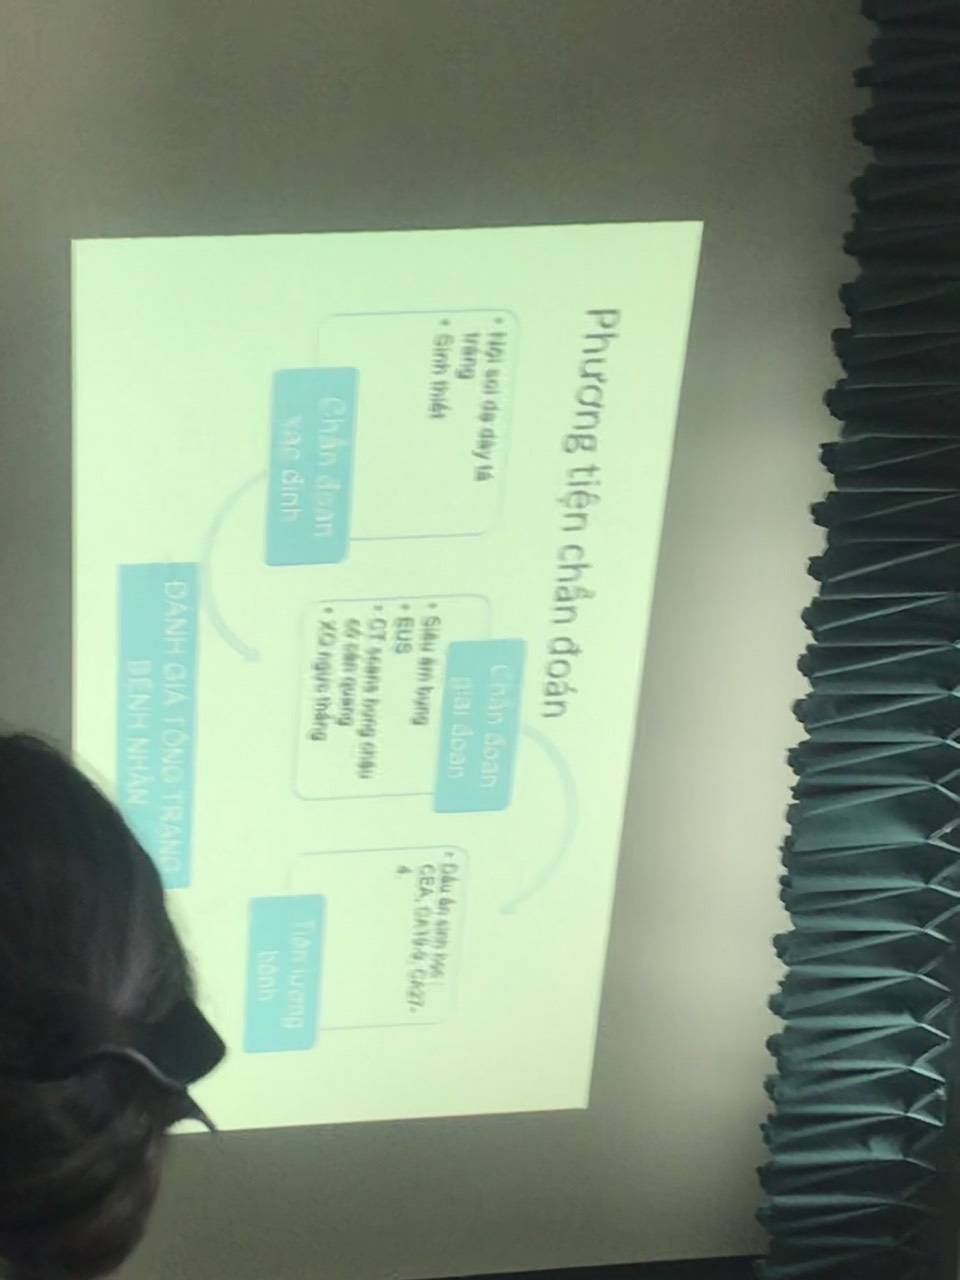 Phương tiện chẩn đoán
• Nội soi dạ dày tá
tràng
• Sinh thiết
Chẩn đoán
xác định
Chẩn đoán
giai đoạn
• Siêu âm bụng
• EUS
• CT scans bụng chậu
có cản quang
• XQ ngực thẳng
• Dấu ấn sinh học:
CEA, CA19-9, CA27-
4
Tiên lượng
bệnh
ĐÁNH GIÁ TỔNG TRẠNG
BỆNH NHÂN